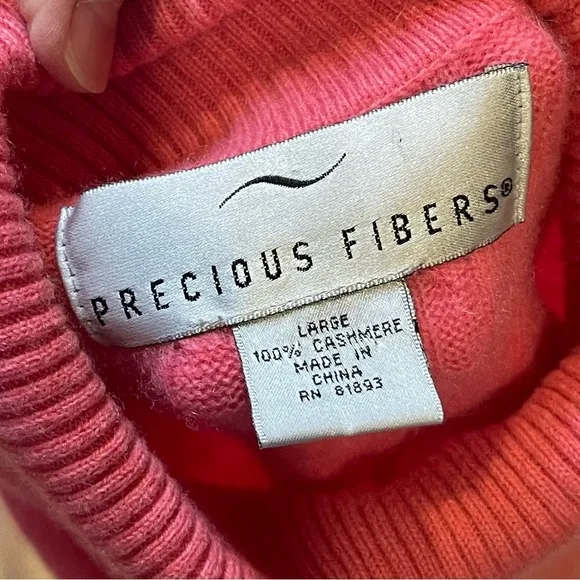 PRECIOUS FIBERS®
LARGE
100% CASHMERE
MADE IN
CHINA
RN 81893